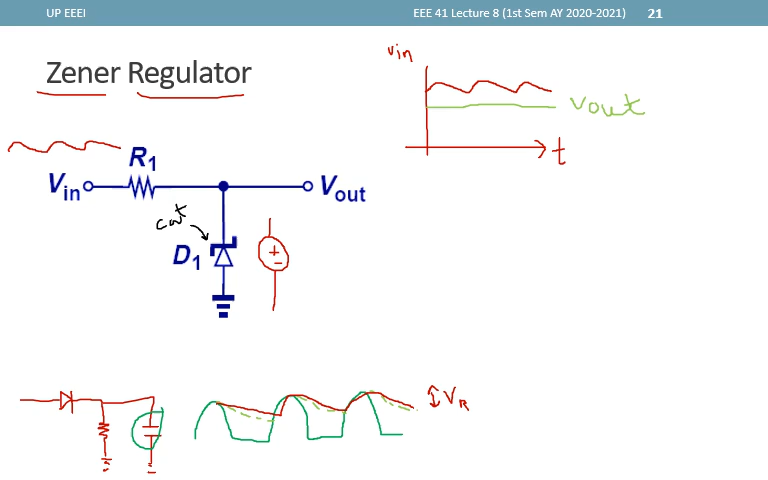 UP EEEI
EEE 41 Lecture 8 (1st Sem AY 2020-2021) 21
Zener Regulator
vin
vout
t
R1
Vin
Vout
cat
D1
VR